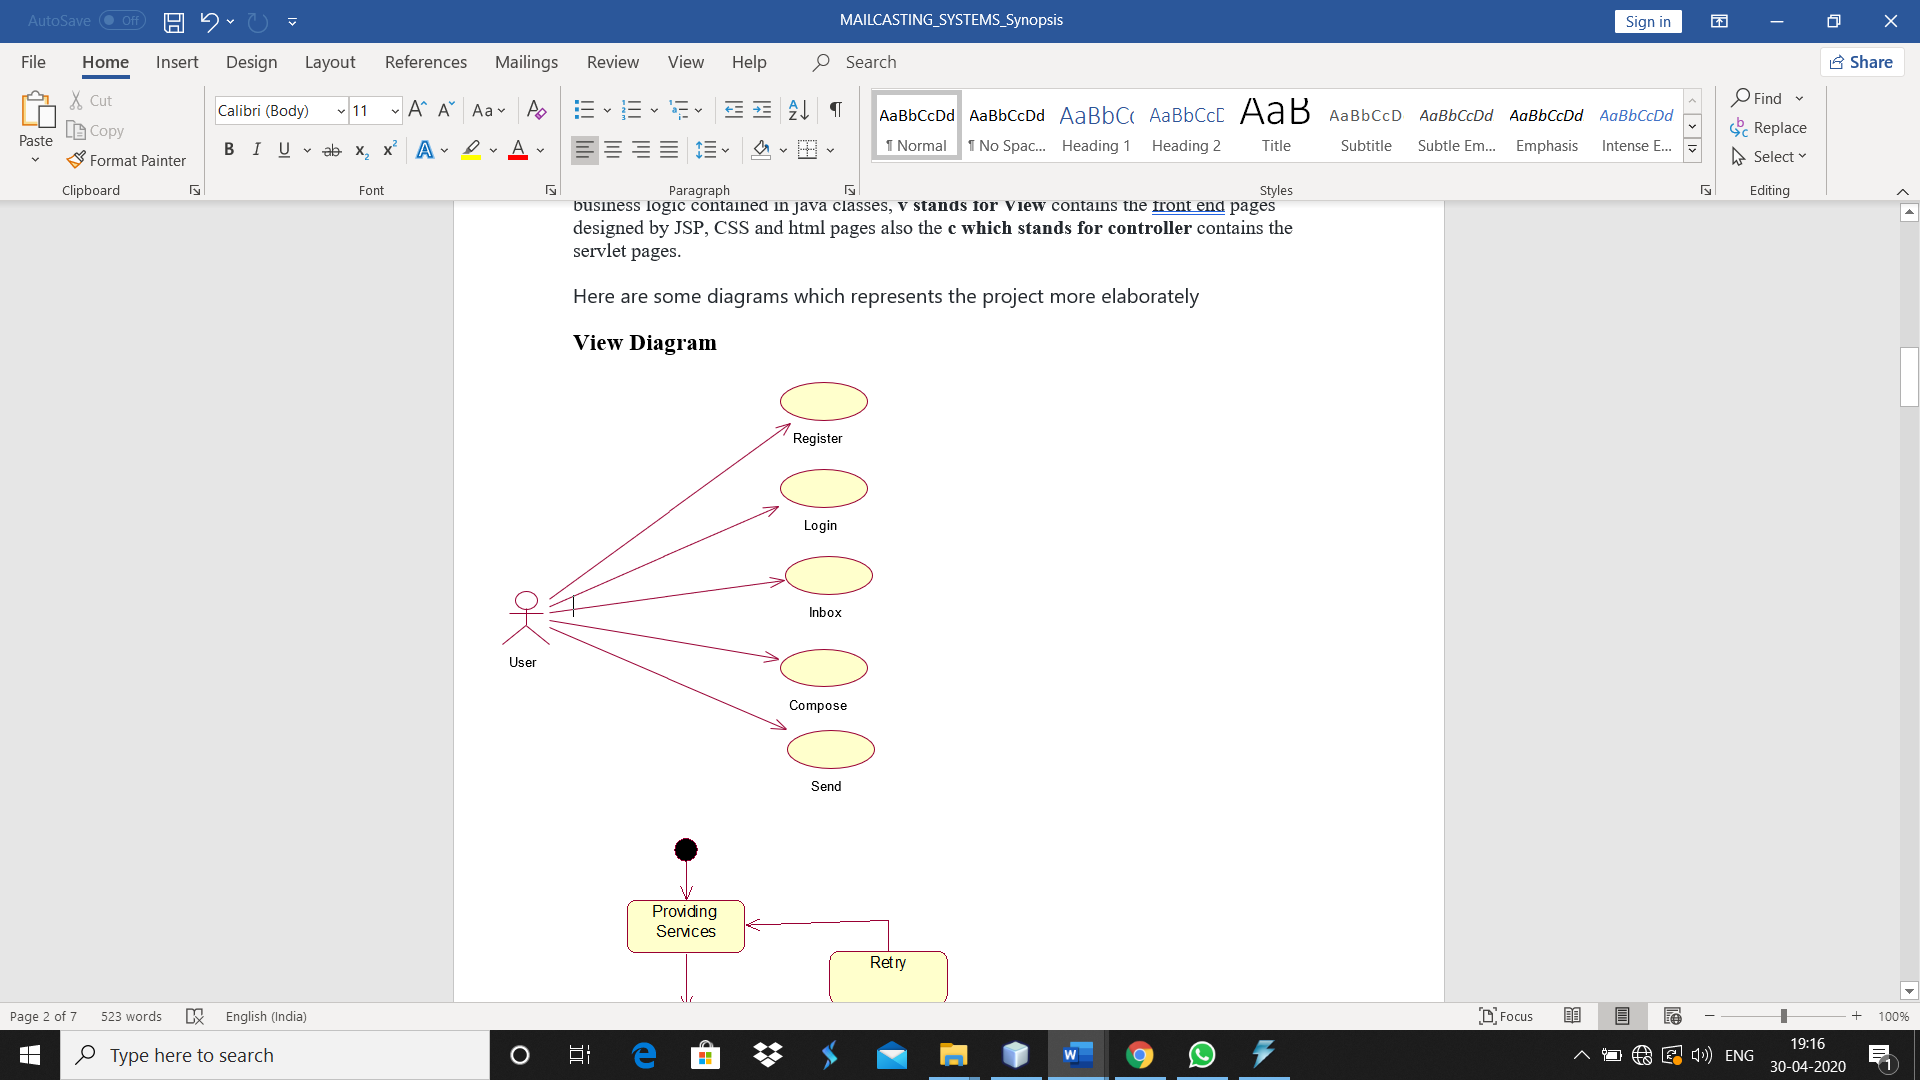 AutoSave Off
MAILCASTING_SYSTEMS_Synopsis
Sign in
File Home Insert Design Layout References Mailings Review View Help Search
Share
Paste
Cut
Copy
Format Painter
Clipboard
Calibri (Body) 11
Font
Paragraph
AaBbCcDd AaBbCcDd AaBbC( AaBbCcE AaB AaBbCcD AaBbCcDd AaBbCcDd AaBbCcDd
¶ Normal ¶ No Spac... Heading 1 Heading 2 Title Subtitle Subtle Em... Emphasis Intense E...
Styles
Find
Replace
Select
Editing
business logic contained in java classes, v stands for View contains the front end pages
designed by JSP, CSS and html pages also the c which stands for controller contains the
servlet pages.
Here are some diagrams which represents the project more elaborately
View Diagram
Register
Login
Inbox
User
Compose
Send
Providing
Services
Retry
Page 2 of 7 523 words English (India)
Focus
100%
Type here to search
ENG
19:16
30-04-2020
1